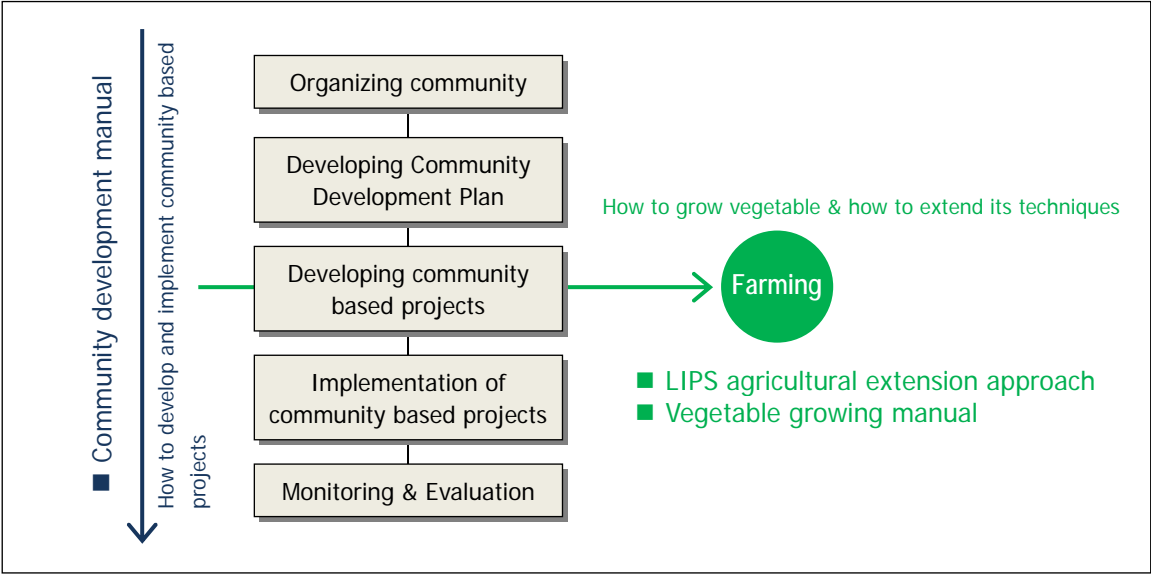 ■ Community development manual
How to develop and implement community based
projects
Organizing community
Developing Community
Development Plan
Developing community
based projects
Implementation of
community based projects
Monitoring & Evaluation
How to grow vegetable & how to extend its techniques
Farming
■ LIPS agricultural extension approach
■ Vegetable growing manual